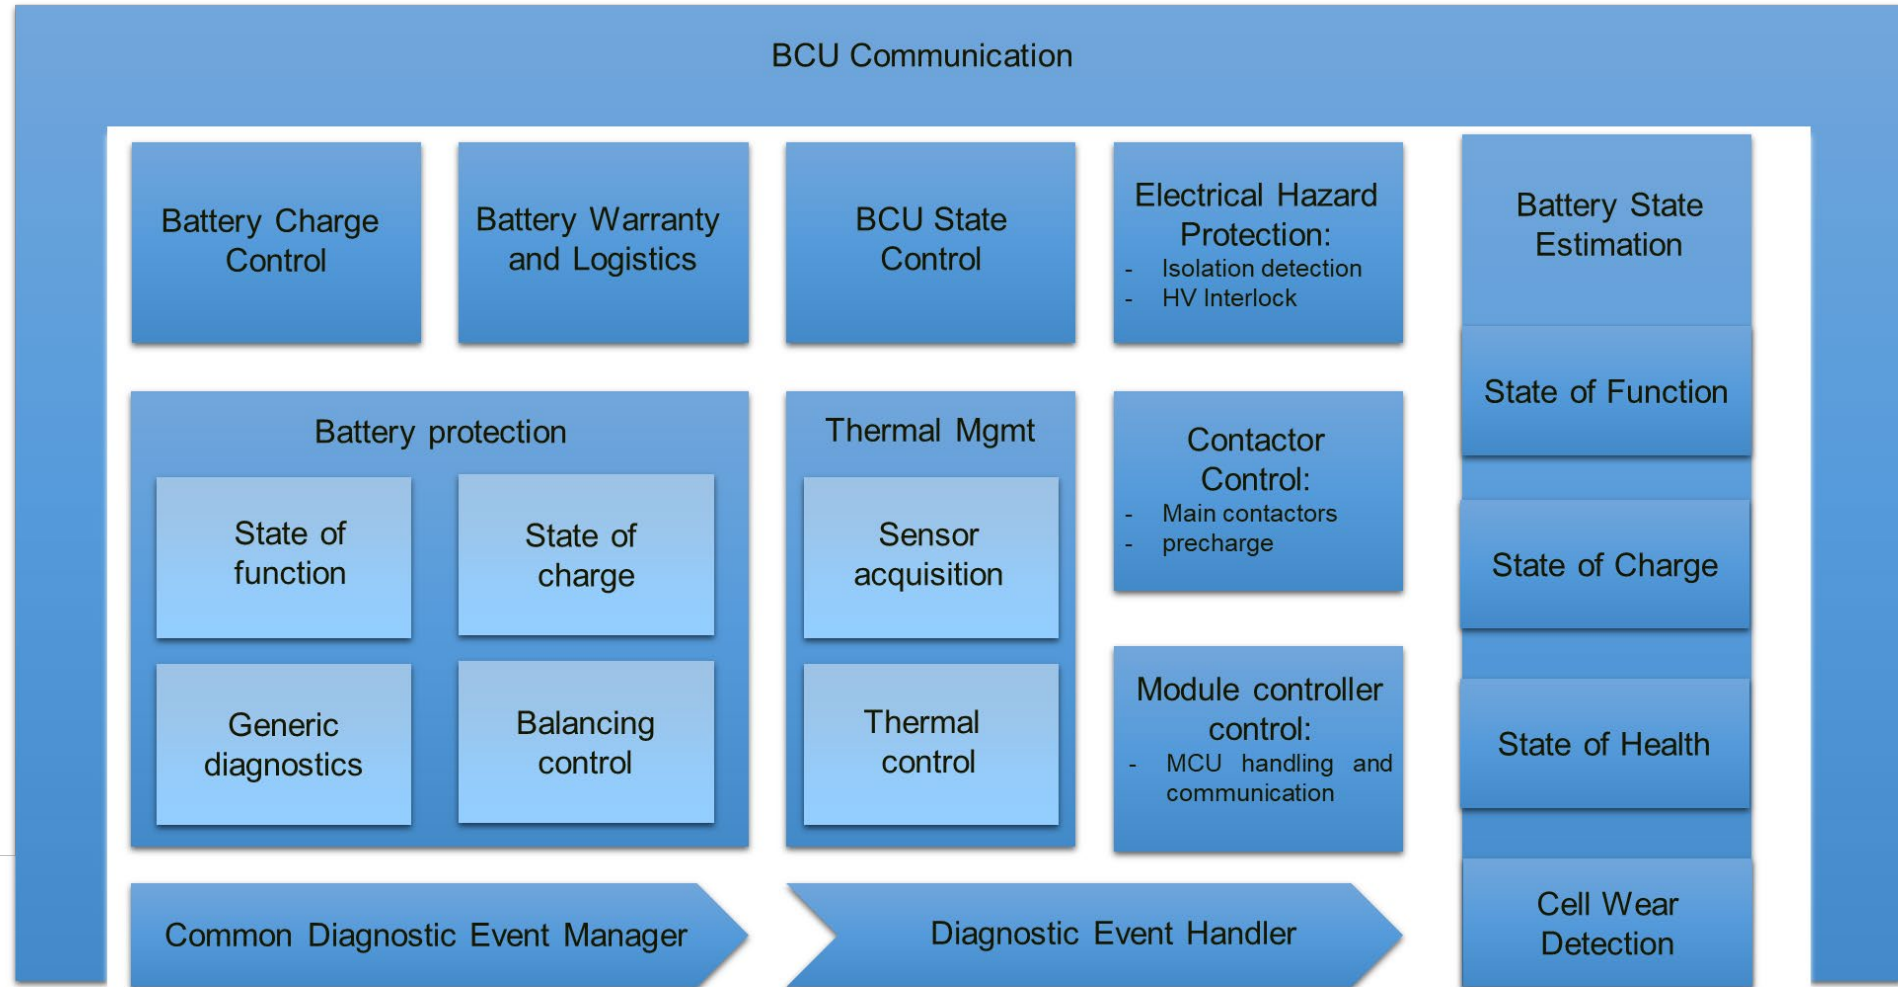 BCU Communication
Battery Charge
Control
Battery Warranty
and Logistics
BCU State
Control
Electrical Hazard
Protection:
- Isolation detection
- HV Interlock
Battery State
Estimation
State of Function
State of Charge
State of Health
Cell Wear
Detection
Battery protection
State of
function
State of
charge
Generic
diagnostics
Balancing
control
Thermal Mgmt
Sensor
acquisition
Thermal
control
Contactor
Control:
- Main contactors
- precharge
Module controller
control:
- MCU handling and
communication
Common Diagnostic Event Manager
Diagnostic Event Handler